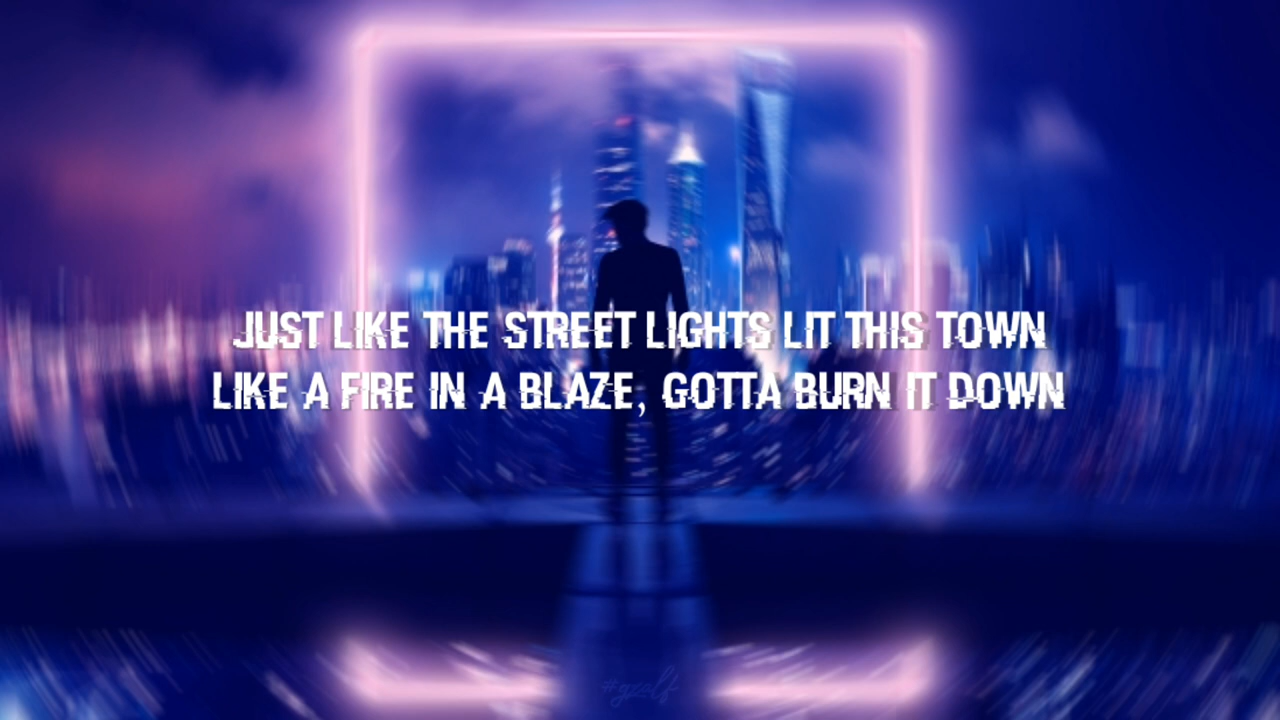 JUST LIKE THE STREET LIGHTS LIT THIS TOWN
LIKE A FIRE IN A BLAZE, GOTTA BURN IT DOWN